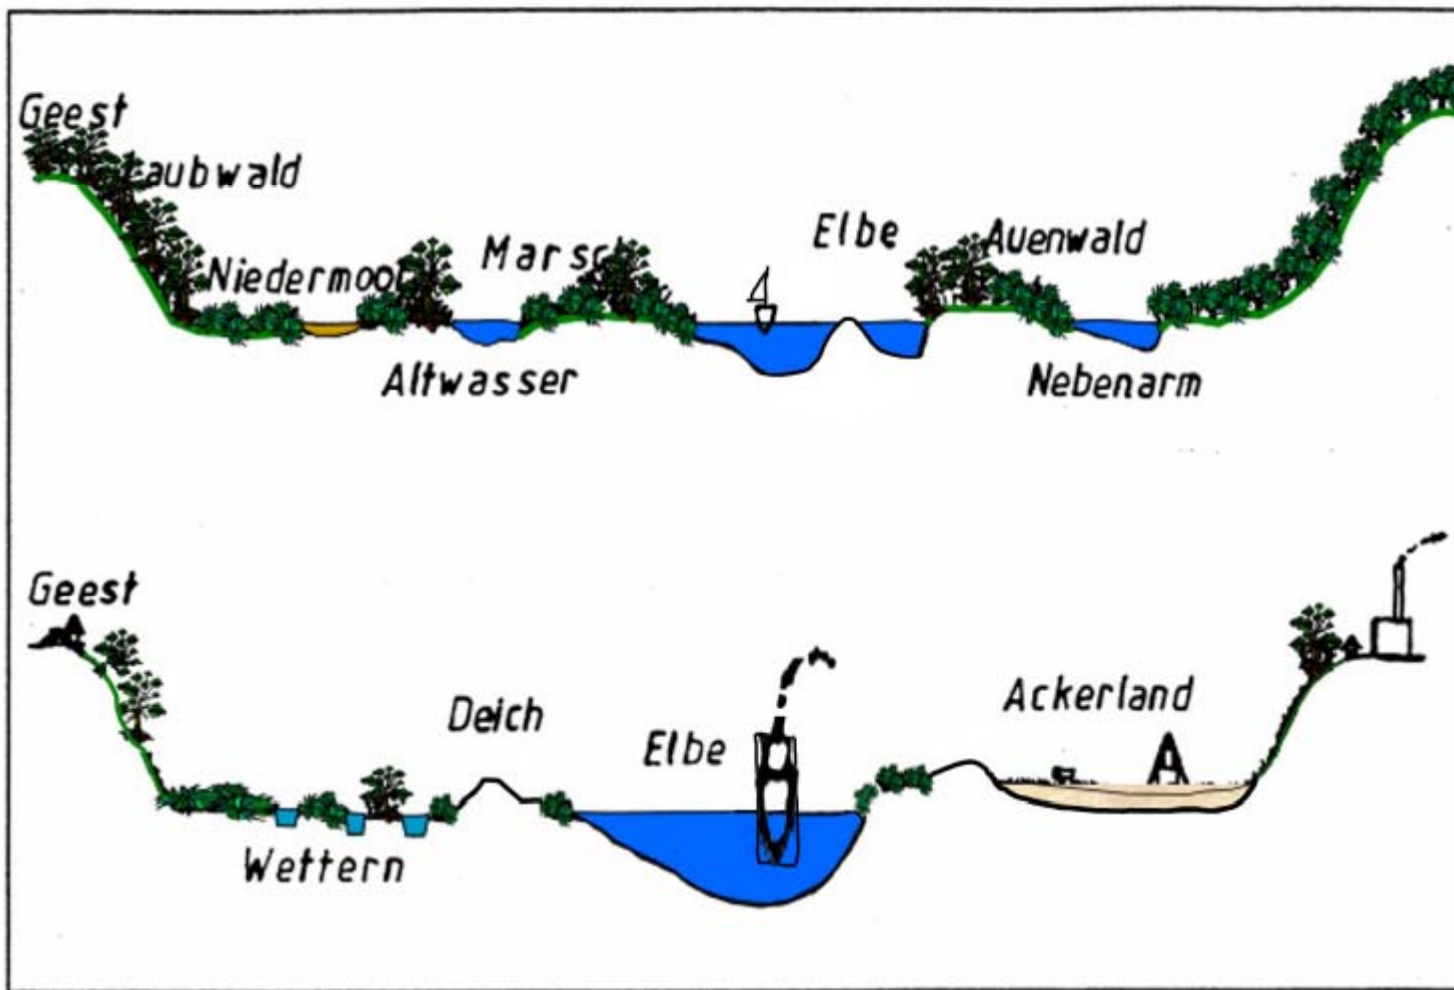 Geest
Laubwald
Niedermoor
Marsch
Elbe
Auenwald
Altwasser
Nebenarm
Geest
Deich
Elbe
Ackerland
Wettern